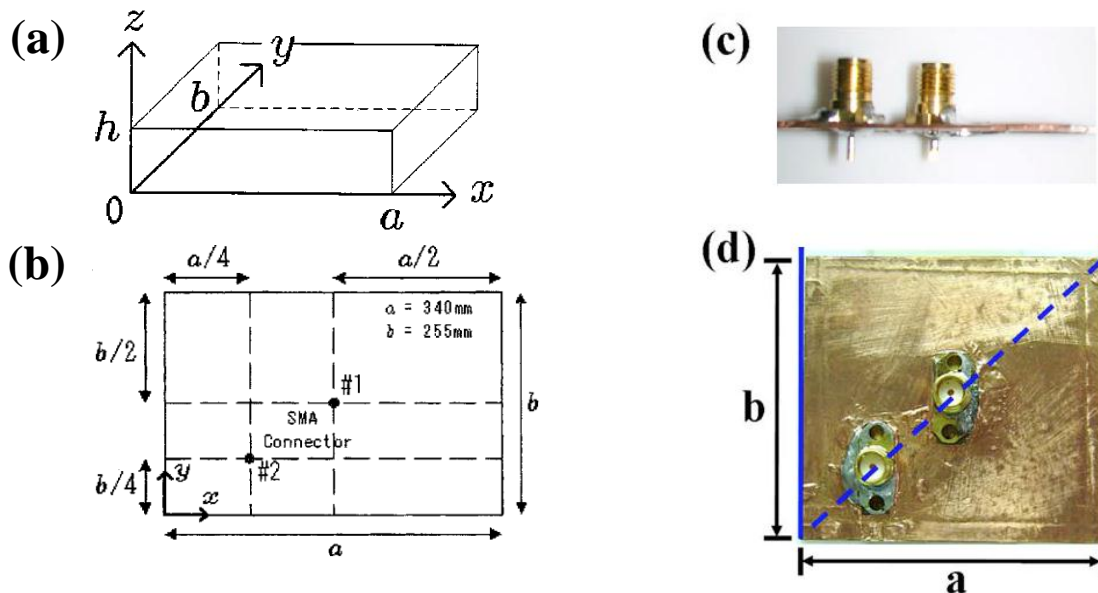 (a)
z
y
b
h
0
a
x
(b)
a/4
a/2
a = 340mm
b = 255mm
b/2
#1
SMA
Connector
b
#2
b/4
y
x
a
(c)
(d)
b
a